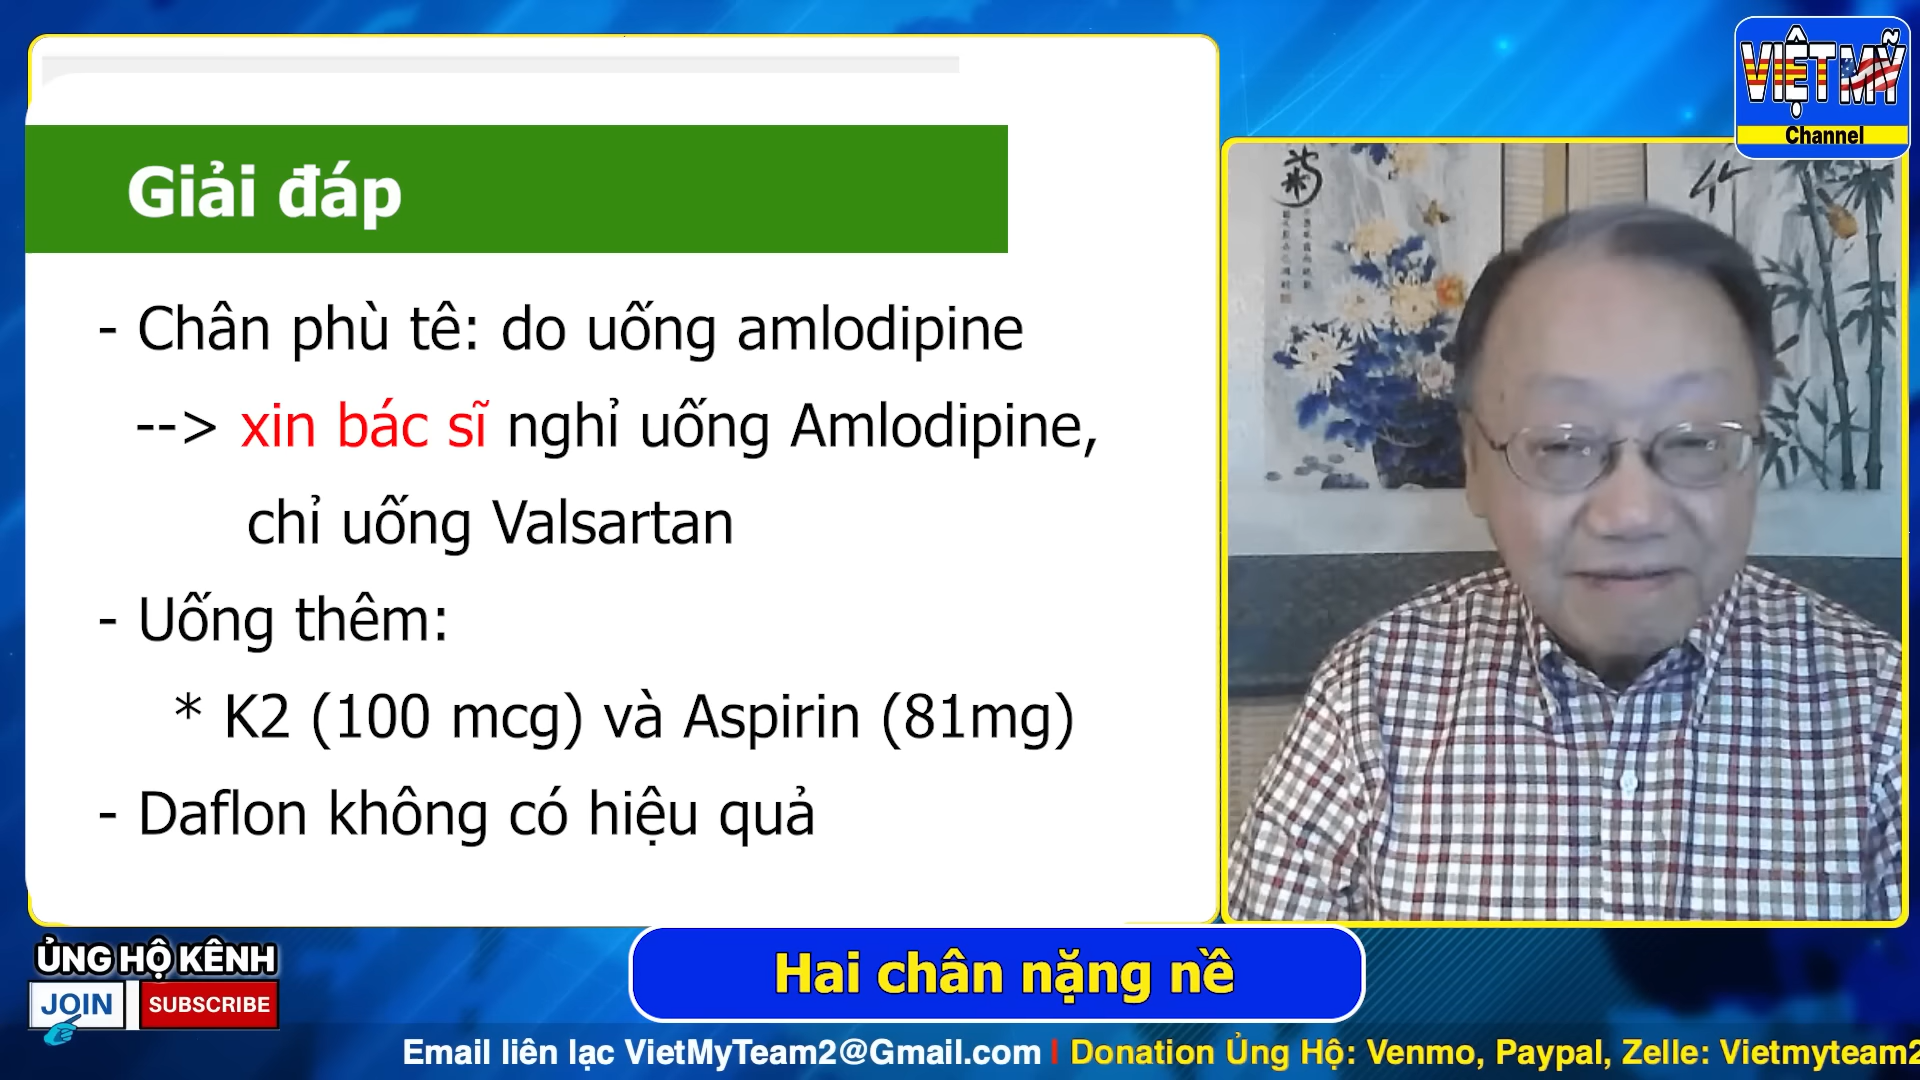 VIỆT MỸ
Channel
Giải đáp
- Chân phù tê: do uống amlodipine
--> xin bác sĩ nghỉ uống Amlodipine,
chỉ uống Valsartan
- Uống thêm:
* K2 (100 mcg) và Aspirin (81mg)
- Daflon không có hiệu quả
菊
竹
ỦNG HỘ KÊNH
JOIN
SUBSCRIBE
Hai chân nặng nề
Email liên lạc VietMyTeam2@Gmail.com I Donation Ủng Hộ: Venmo, Paypal, Zelle: Vietmyteam2